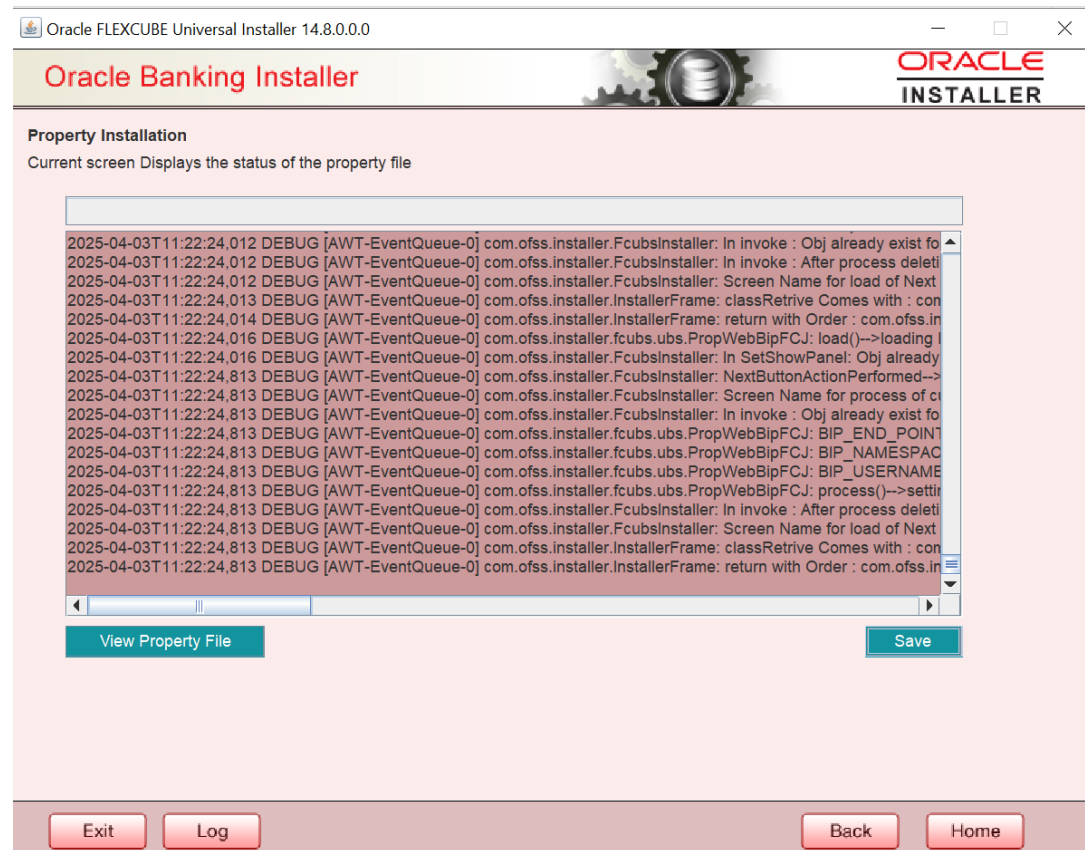 Oracle FLEXCUBE Universal Installer 14.8.0.0.0
Oracle Banking Installer
ORACLE
INSTALLER
Property Installation
Current screen Displays the status of the property file
2025-04-03T11:22:24,012 DEBUG [AWT-EventQueue-0] com.ofss.installer.FcubsInstaller: In invoke : Obj already exist fo
2025-04-03T11:22:24,012 DEBUG [AWT-EventQueue-0] com.ofss.installer.FcubsInstaller: In invoke : After process deleti
2025-04-03T11:22:24,012 DEBUG [AWT-EventQueue-0] com.ofss.installer.FcubsInstaller: Screen Name for load of Next
2025-04-03T11:22:24,013 DEBUG [AWT-EventQueue-0] com.ofss.installer.InstallerFrame: classRetrive Comes with : com
2025-04-03T11:22:24,014 DEBUG [AWT-EventQueue-0] com.ofss.installer.InstallerFrame: return with Order : com.ofss.in
2025-04-03T11:22:24,016 DEBUG [AWT-EventQueue-0] com.ofss.installer.fcubs.ubs.PropWebBipFCJ: load()-->loading
2025-04-03T11:22:24,016 DEBUG [AWT-EventQueue-0] com.ofss.installer.FcubsInstaller: In SetShowPanel: Obj already
2025-04-03T11:22:24,813 DEBUG [AWT-EventQueue-0] com.ofss.installer.FcubsInstaller: NextButtonActionPerformed-->
2025-04-03T11:22:24,813 DEBUG [AWT-EventQueue-0] com.ofss.installer.FcubsInstaller: Screen Name for process of cu
2025-04-03T11:22:24,813 DEBUG [AWT-EventQueue-0] com.ofss.installer.FcubsInstaller: In invoke : Obj already exist fo
2025-04-03T11:22:24,813 DEBUG [AWT-EventQueue-0] com.ofss.installer.fcubs.ubs.PropWebBipFCJ: BIP_END_POINT
2025-04-03T11:22:24,813 DEBUG [AWT-EventQueue-0] com.ofss.installer.fcubs.ubs.PropWebBipFCJ: BIP_NAMESPAC
2025-04-03T11:22:24,813 DEBUG [AWT-EventQueue-0] com.ofss.installer.fcubs.ubs.PropWebBipFCJ: BIP_USERNAME
2025-04-03T11:22:24,813 DEBUG [AWT-EventQueue-0] com.ofss.installer.fcubs.ubs.PropWebBipFCJ: process()-->settin
2025-04-03T11:22:24,813 DEBUG [AWT-EventQueue-0] com.ofss.installer.FcubsInstaller: In invoke : After process deleti
2025-04-03T11:22:24,813 DEBUG [AWT-EventQueue-0] com.ofss.installer.FcubsInstaller: Screen Name for load of Next
2025-04-03T11:22:24,813 DEBUG [AWT-EventQueue-0] com.ofss.installer.InstallerFrame: classRetrive Comes with : com
2025-04-03T11:22:24,813 DEBUG [AWT-EventQueue-0] com.ofss.installer.InstallerFrame: return with Order : com.ofss.in
View Property File
Save
Exit
Log
Back
Home